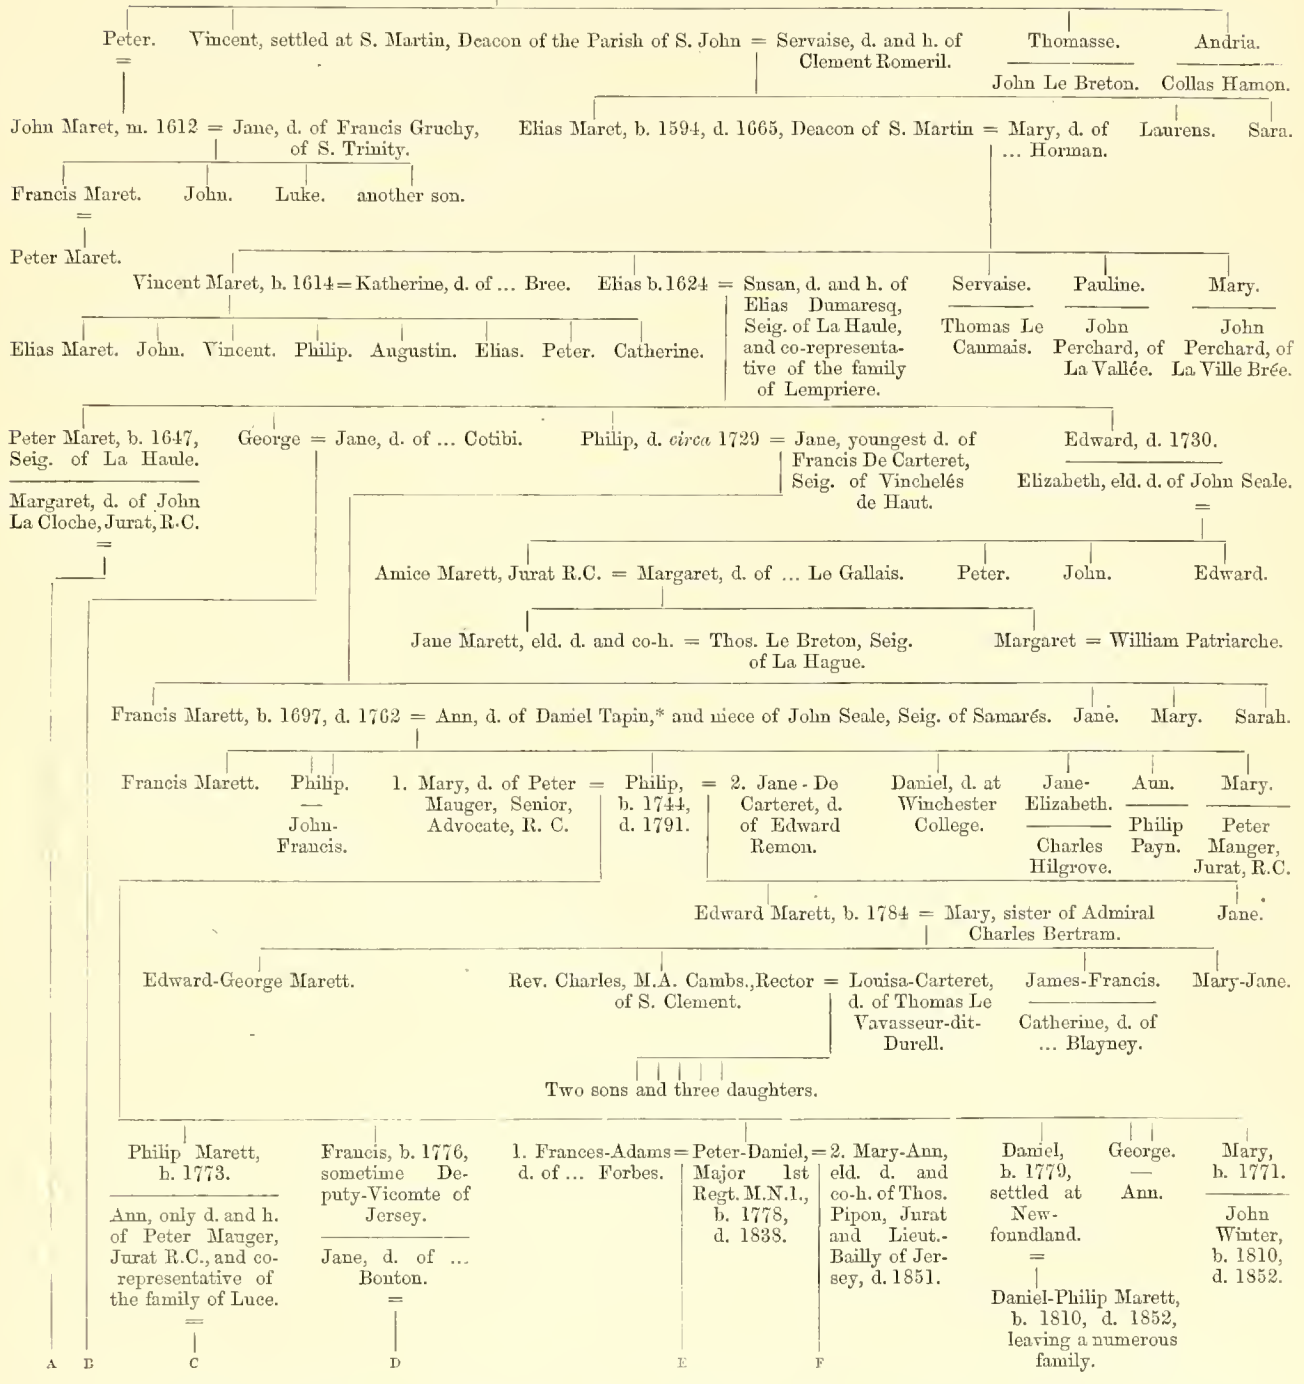 Peter. Vincent, settled at S. Martin, Deacon of the Parish of S. John = Servaise, d. and h. of Clement Romeril.
Thomasse.
John Le Breton.
Andria.
Collas Hamon.
=
John Maret, m. 1612 = Jane, d. of Francis Gruchy,
of S. Trinity.
Elias Maret, b. 1594, d. 1665, Deacon of S. Martin = Mary, d. of
... Horman.
Laurens. Sara.
Francis Maret. John. Luke. another son.
=
Peter Maret.
Vincent Maret, b. 1614 = Katherine, d. of ... Bree.
Elias b. 1624 = Susan, d. and h. of
Elias Dumaresq,
Seig. of La Haule,
and co-representa-
tive of the family
of Lempriere.
Servaise.
Thomas Le
Caumais.
Pauline.
John
Perchard, of
La Vallée.
Mary.
John
Perchard, of
La Ville Brée.
Elias Maret. John. Vincent. Philip. Augustin. Elias. Peter. Catherine.
Peter Maret, b. 1647,
Seig. of La Haule.
Margaret, d. of John
La Cloche, Jurat, R.C.
=
George = Jane, d. of ... Cotibi.
Philip, d. circa 1729 = Jane, youngest d. of
Francis De Carteret,
Seig. of Vinchelés
de Haut.
Edward, d. 1730.
Elizabeth, eld. d. of John Seale.
=
Amice Marett, Jurat R.C. = Margaret, d. of ... Le Gallais. Peter. John. Edward.
Jane Marett, eld. d. and co-h. = Thos. Le Breton, Seig.
of La Hague.
Margaret = William Patriarche.
Francis Marett, b. 1697, d. 1762 = Ann, d. of Daniel Tapin,* and niece of John Seale, Seig. of Samarés. Jane. Mary. Sarah.
Francis Marett.
Philip.
—
John-
Francis.
1. Mary, d. of Peter
Mauger, Senior,
Advocate, R. C.
= Philip, =
b. 1744,
d. 1791.
2. Jane - De
Carteret, d.
of Edward
Remon.
Daniel, d. at
Winchester
College.
Jane-
Elizabeth.
Charles
Hilgrove.
Ann.
Philip
Payn.
Mary.
Peter
Mauger,
Jurat, R.C.
Edward Marett, b. 1784 = Mary, sister of Admiral
Charles Bertram.
Jane.
Edward-George Marett.
Rev. Charles, M.A. Cambs., Rector
of S. Clement.
= Louisa-Carteret,
d. of Thomas Le
Vavasseur-dit-
Durell.
James-Francis.
Catherine, d. of
... Blayney.
Mary-Jane.
Two sons and three daughters.
Philip Marett,
b. 1773.
Ann, only d. and h.
of Peter Mauger,
Jurat R.C., and co-
representative of
the family of Luce.
=
Francis, b. 1776,
sometime De-
puty-Vicomte of
Jersey.
Jane, d. of ...
Bouton.
=
1. Frances-Adams
d. of ... Forbes.
= Peter-Daniel, =
Major 1st
Regt. M.N.I.,
b. 1778,
d. 1838.
2. Mary-Ann,
eld. d. and
co-h. of Thos.
Pipon, Jurat
and Lieut.-
Bailly of Jer-
sey, d. 1851.
Daniel,
b. 1779,
settled at
New-
foundland.
=
Daniel-Philip Marett,
b. 1810, d. 1852,
leaving a numerous
family.
George.
—
Ann.
Mary,
b. 1771.
John
Winter,
b. 1810,
d. 1852.
A B C D E F